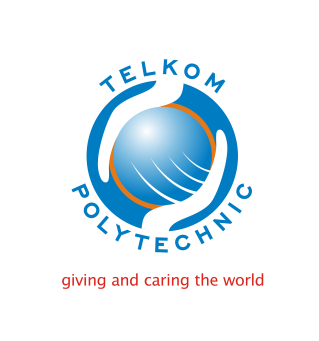 TELKOM
POLYTECHNIC
giving and caring the world